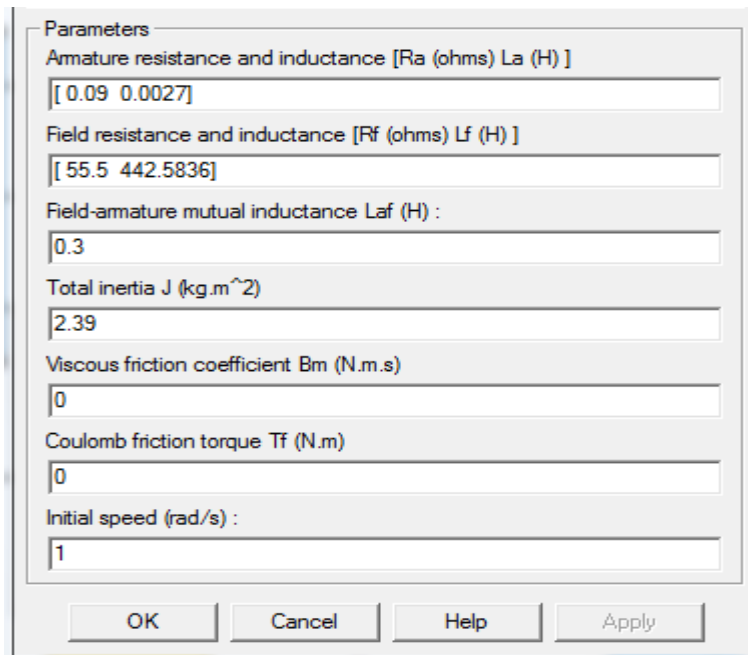 Parameters
Armature resistance and inductance [Ra (ohms) La (H) ]
[ 0.09  0.0027]
Field resistance and inductance [Rf (ohms) Lf (H) ]
[ 55.5  442.5836]
Field-armature mutual inductance Laf (H) :
0.3
Total inertia J (kg.m^2)
2.39
Viscous friction coefficient Bm (N.m.s)
0
Coulomb friction torque Tf (N.m)
0
Initial speed (rad/s) :
1
OK Cancel Help Apply